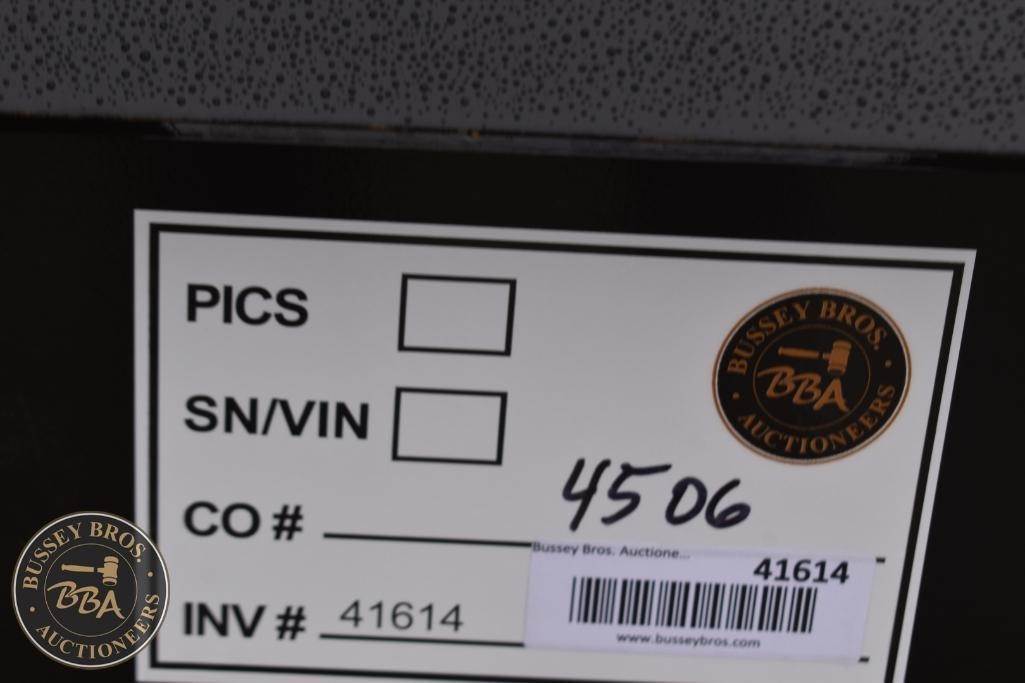 PICS
BUSSEY BROS.
BBA
AUCTIONEERS
SN/VIN
4506
CO #
Bussey Bros. Auctione...
41614
INV # 41614
www.busseybros.com
BUSSEY BROS.
BBA
AUCTIONEERS